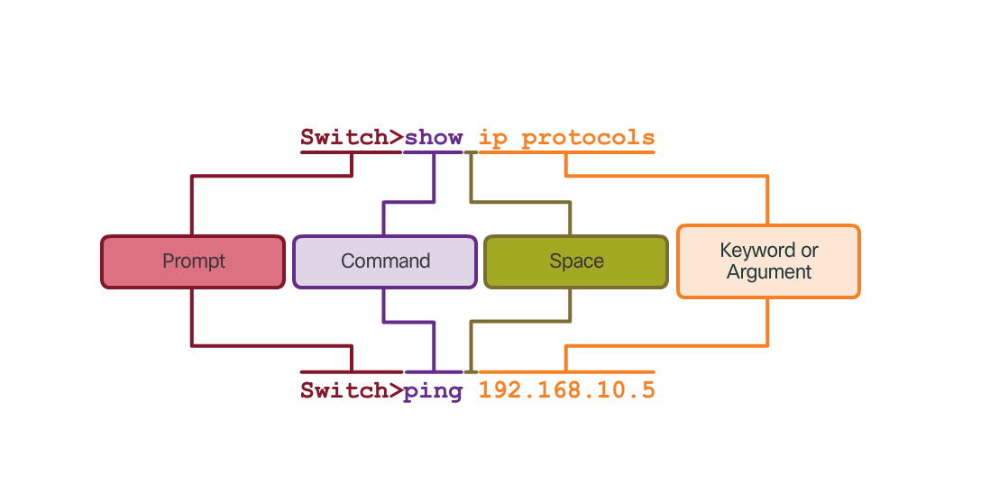 Switch>show ip protocols
Prompt
Command
Space
Keyword or
Argument
Switch>ping 192.168.10.5